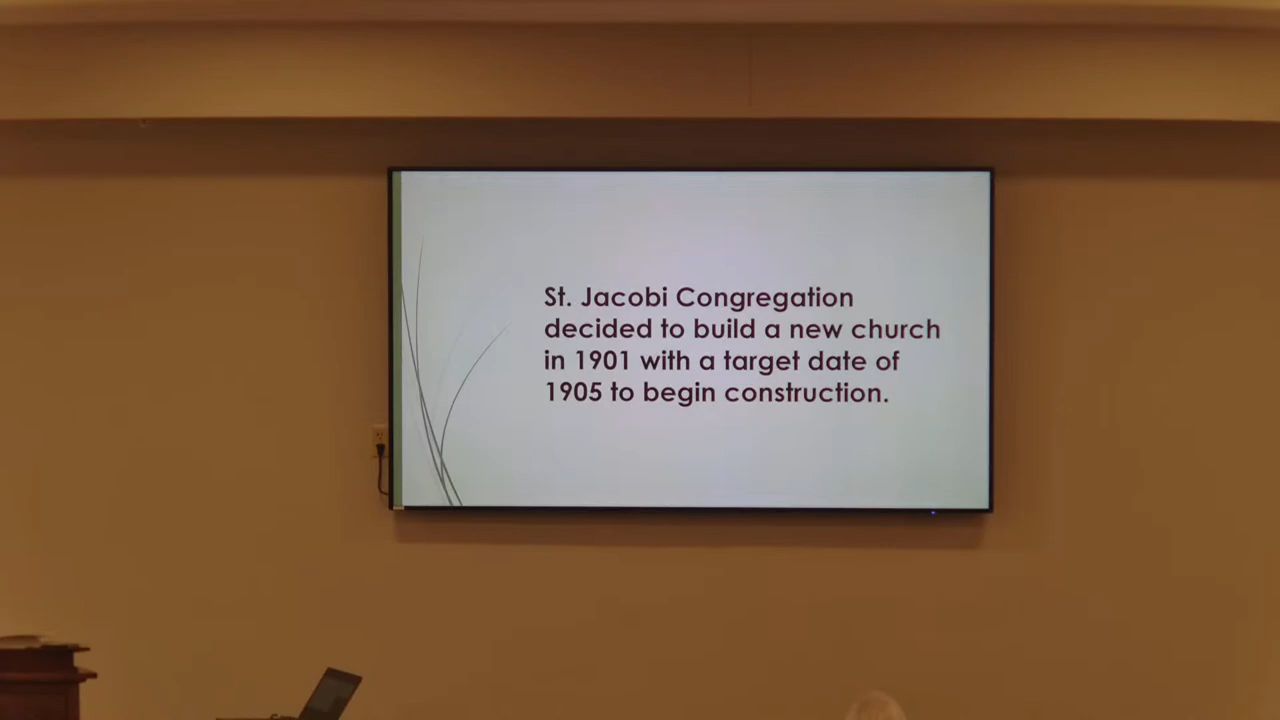 St. Jacobi Congregation
decided to build a new church
in 1901 with a target date of
1905 to begin construction.